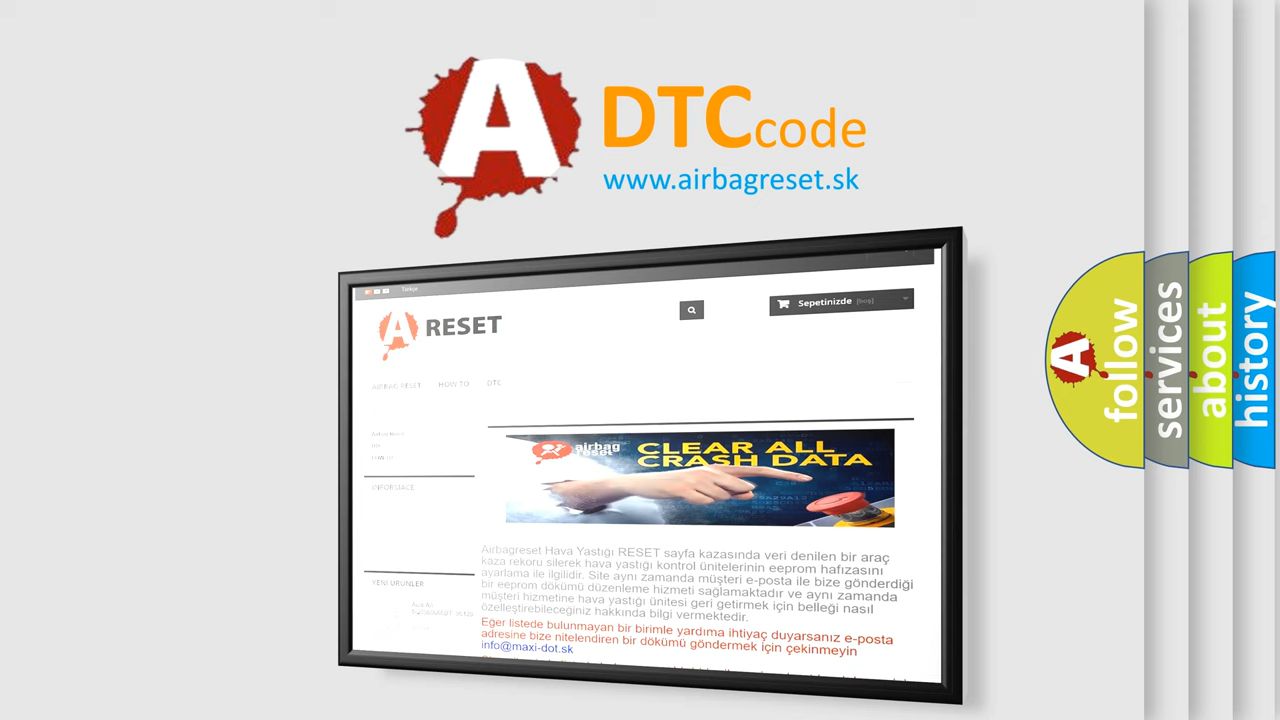 A DTC code
www.airbagreset.sk
Türkçe
A RESET
Sepetinizde [boş]
AIRBAG RESET HOW TO DTC
INFORMACE
airbag
reset
CLEAR ALL
CRASH DATA
YENİ ÜRÜNLER
Airbagreset Hava Yastığı RESET sayfa kazasında veri denilen bir araç
kaza rekoru silerek hava yastığı kontrol ünitelerinin eeprom hafızasını
ayarlama ile ilgilidir. Site aynı zamanda müşteri e-posta ile bize gönderdiği
bir eeprom dökümü düzenleme hizmeti sağlamaktadır ve aynı zamanda
müşteri hizmetine hava yastığı ünitesi geri getirmek için belleği nasıl
özelleştirebileceğiniz hakkında bilgi vermektedir.
Eğer listede bulunmayan bir birimle yardıma ihtiyaç duyarsanız e-posta
adresine bize nitelendiren bir dökümü göndermek için çekinmeyin
info@maxi-dot.sk
A
follow
services
about
history